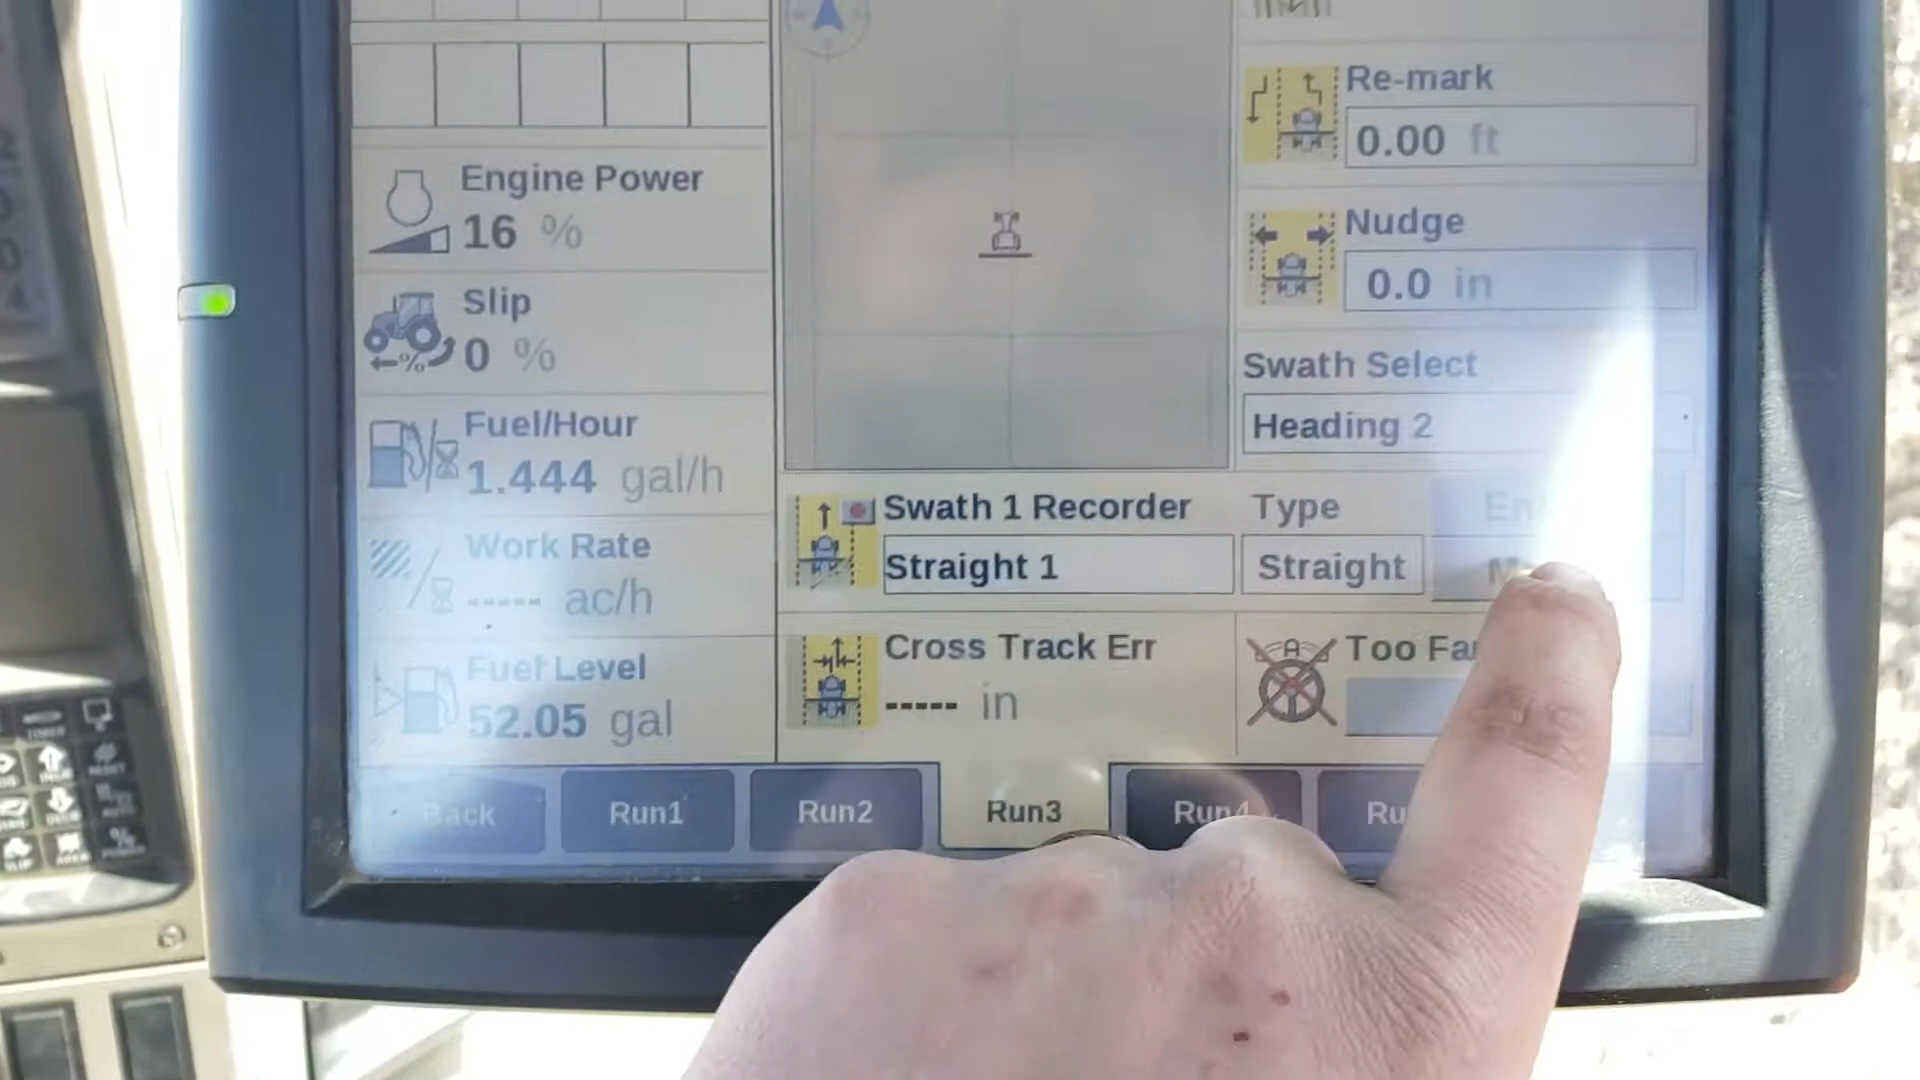 Engine Power
16 %
Slip
0 %
Fuel/Hour
1.444 gal/h
Work Rate
----- ac/h
Fuel Level
52.05 gal
Re-mark
0.00 ft
Nudge
0.0 in
Swath Select
Heading 2
Swath 1 Recorder
Straight 1
Type
Straight
Cross Track Err
----- in
Too
Back Run1 Run2 Run3 Run4